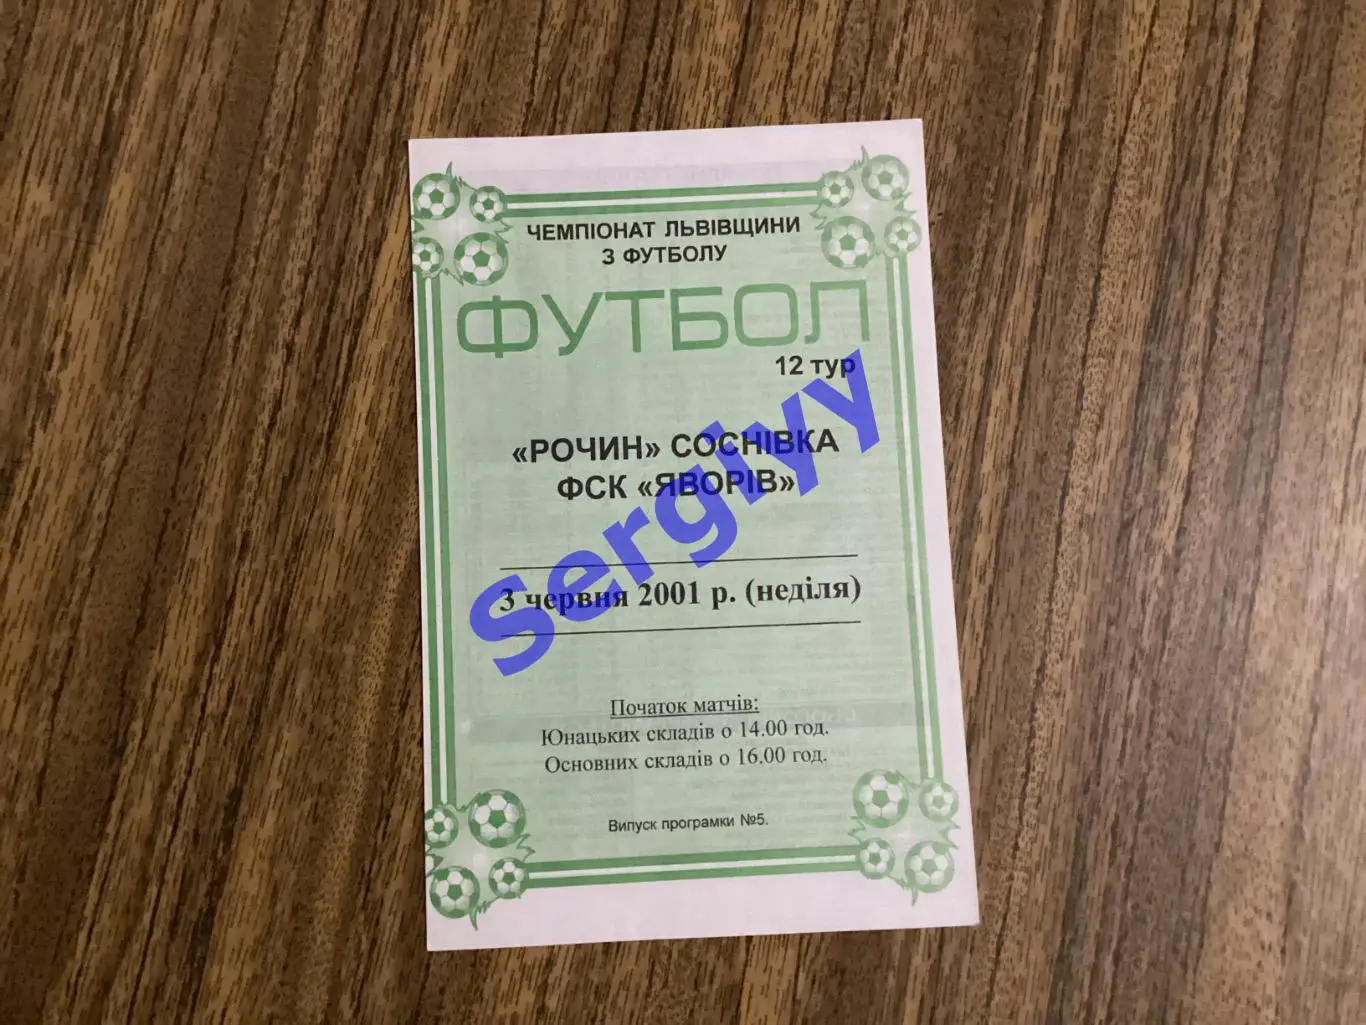 ЧЕМПІОНАТ ЛЬВІВЩИНИ
З ФУТБОЛУ
ФУТБОЛ
12 тур
«РОЧИН» СОСНІВКА
ФСК «ЯВОРІВ»
Sergiyy
3 червня 2001 р. (неділя)
Початок матчів:
Юнацьких складів о 14.00 год.
Основних складів о 16.00 год.
Випуск програмки №5.